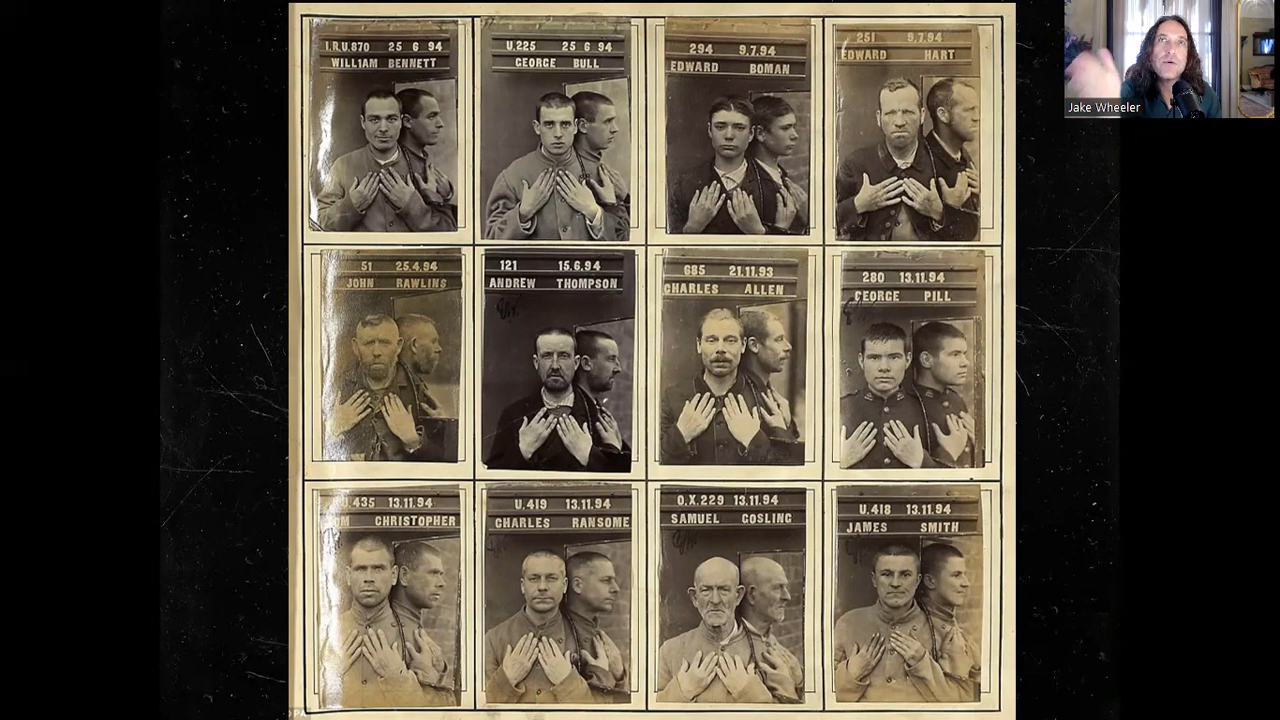 I.R.U.870 25 6 94
WILL1AM BENNETT
U.225 25 6 94
GEORGE BULL
294 9.7.94
EDWARD BOMAN
251 9.7.94
EDWARD HART
Jake Wheeler
51 25.4.94
JOHN RAWLINS
121 15.6.94
ANDREW THOMPSON
685 21.11.93
CHARLES ALLEN
280 13.11.94
GEORGE PILL
435 13.11.94
CHRISTOPHER
U.419 13.11.94
CHARLES RANSOME
O.X.229 13.11.94
SAMUEL GOSLING
U.418 13.11.94
JAMES SMITH